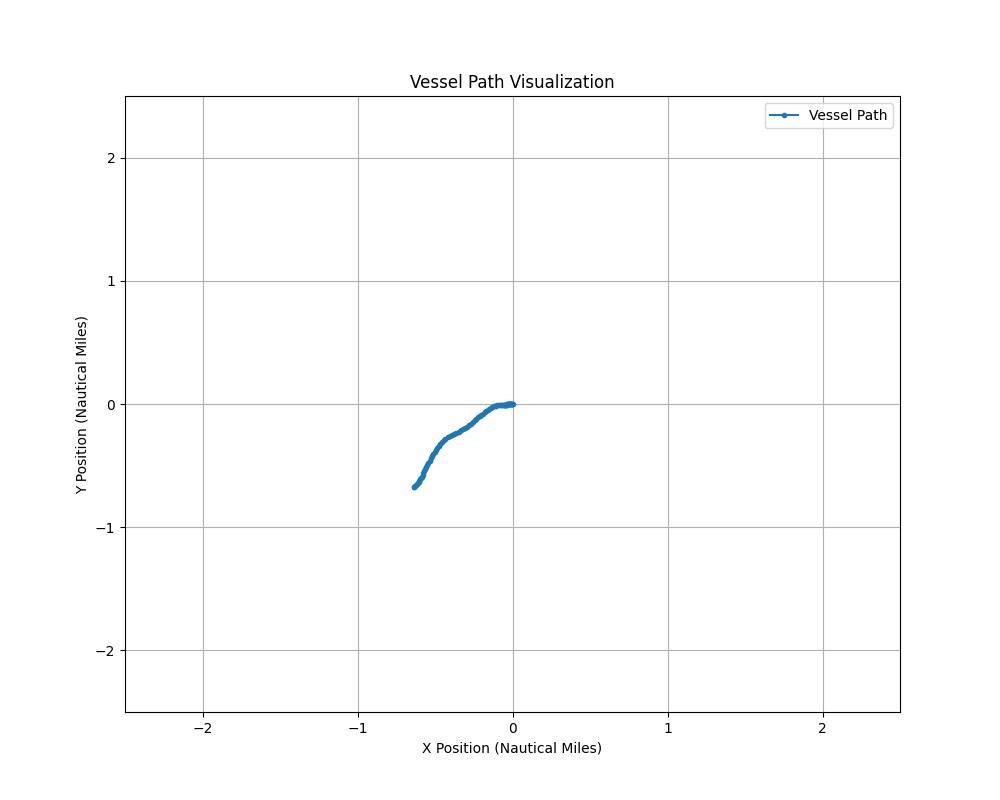 Vessel Path Visualization
Vessel Path
2
1
0
−1
−2
Y Position (Nautical Miles)
−2
−1
0
1
2
X Position (Nautical Miles)